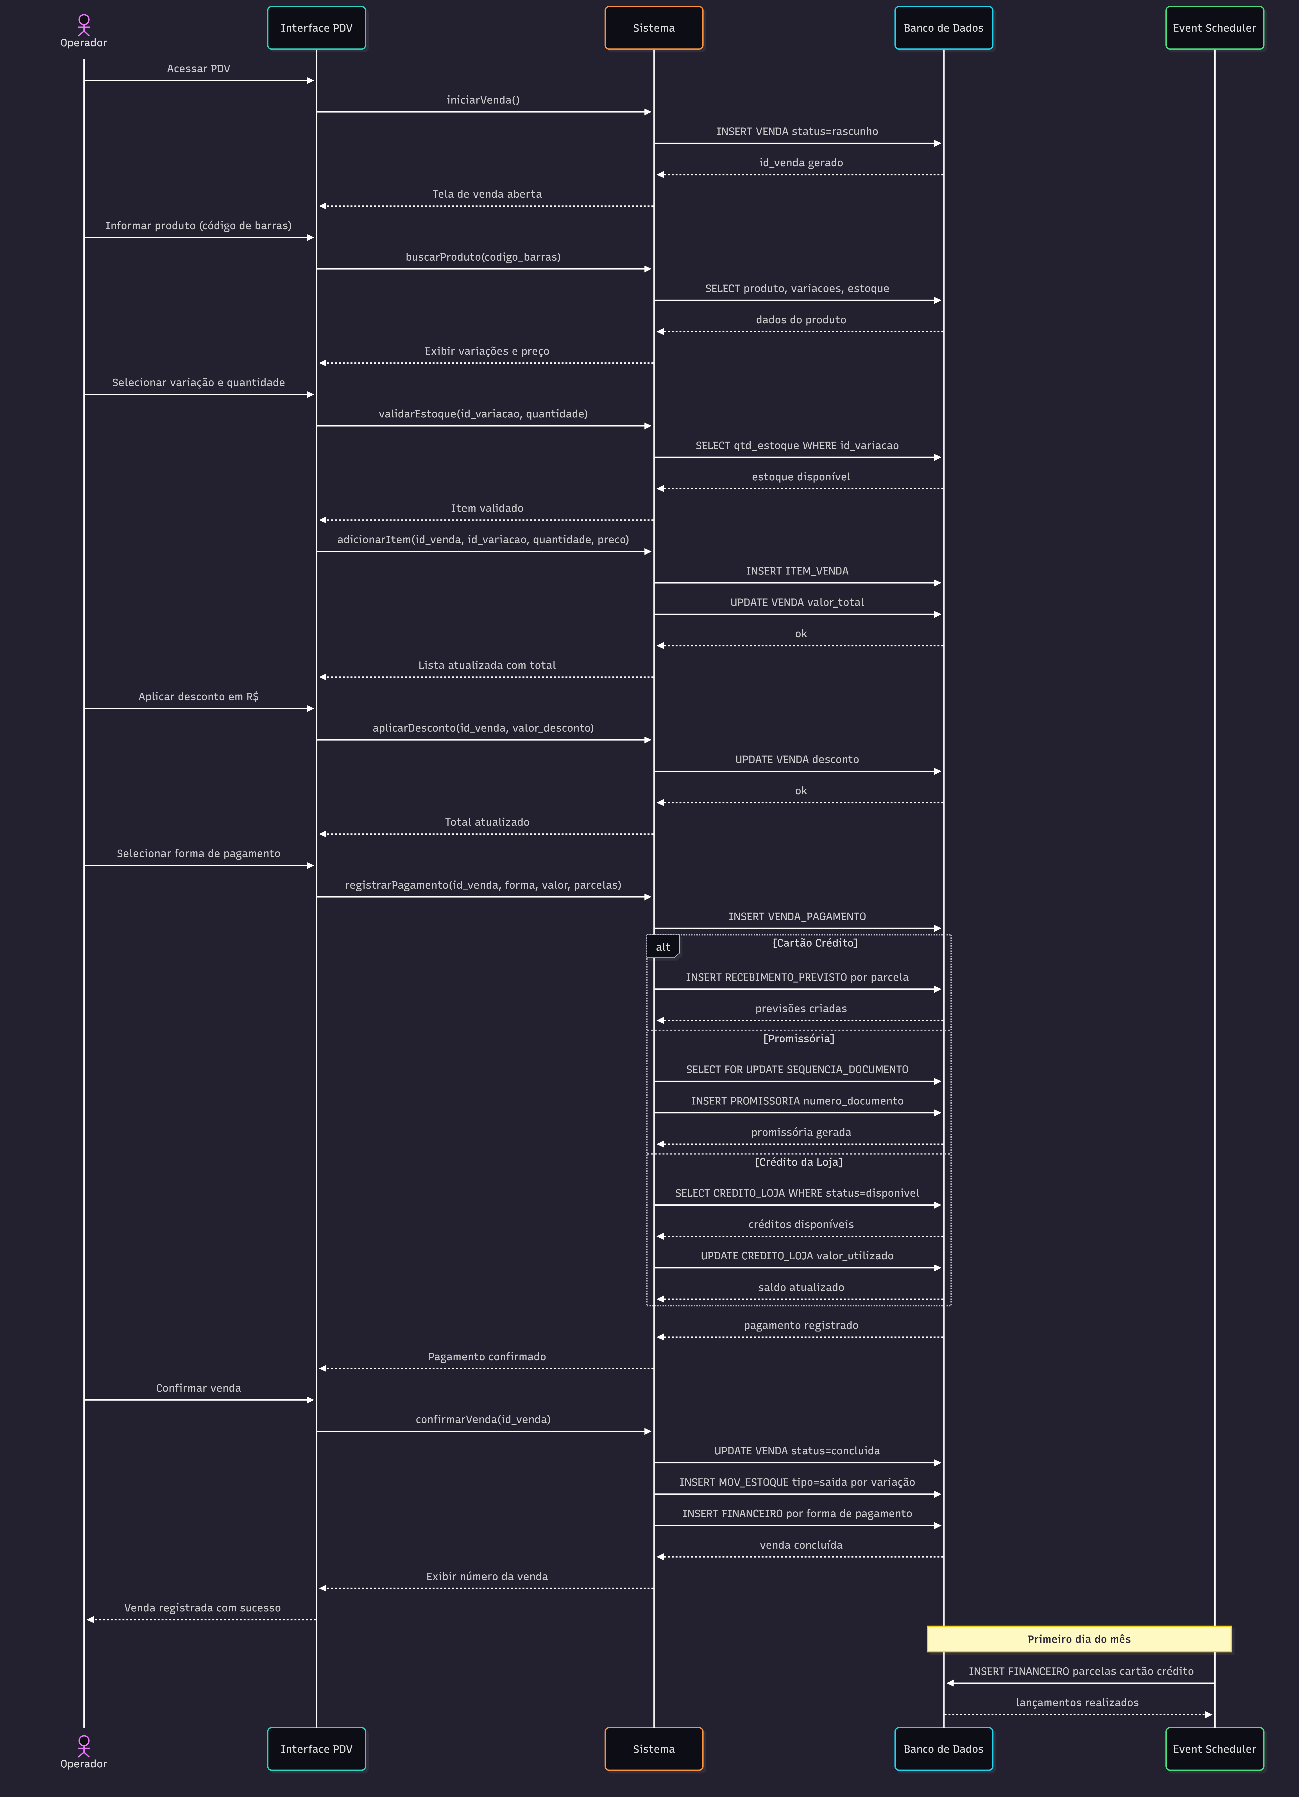 Operador
Interface PDV
Sistema
Banco de Dados
Event Scheduler
Acessar PDV
iniciarVenda()
INSERT VENDA status=rascunho
id_venda gerado
Tela de venda aberta
Informar produto (código de barras)
buscarProduto(codigo_barras)
SELECT produto, variacoes, estoque
dados do produto
Exibir variações e preço
Selecionar variação e quantidade
validarEstoque(id_variacao, quantidade)
SELECT qtd_estoque WHERE id_variacao
estoque disponível
Item validado
adicionarItem(id_venda, id_variacao, quantidade, preco)
INSERT ITEM_VENDA
UPDATE VENDA valor_total
ok
Lista atualizada com total
Aplicar desconto em R$
aplicarDesconto(id_venda, valor_desconto)
UPDATE VENDA desconto
ok
Total atualizado
Selecionar forma de pagamento
registrarPagamento(id_venda, forma, valor, parcelas)
INSERT VENDA_PAGAMENTO
alt
[Cartão Crédito]
INSERT RECEBIMENTO_PREVISTO por parcela
previsões criadas
[Promissória]
SELECT FOR UPDATE SEQUENCIA_DOCUMENTO
INSERT PROMISSORIA numero_documento
promissória gerada
[Crédito da Loja]
SELECT CREDITO_LOJA WHERE status=disponivel
créditos disponíveis
UPDATE CREDITO_LOJA valor_utilizado
saldo atualizado
pagamento registrado
Pagamento confirmado
Confirmar venda
confirmarVenda(id_venda)
UPDATE VENDA status=concluida
INSERT MOV_ESTOQUE tipo=saida por variação
INSERT FINANCEIRO por forma de pagamento
venda concluída
Exibir número da venda
Venda registrada com sucesso
Primeiro dia do mês
INSERT FINANCEIRO parcelas cartão crédito
lançamentos realizados
Operador
Interface PDV
Sistema
Banco de Dados
Event Scheduler